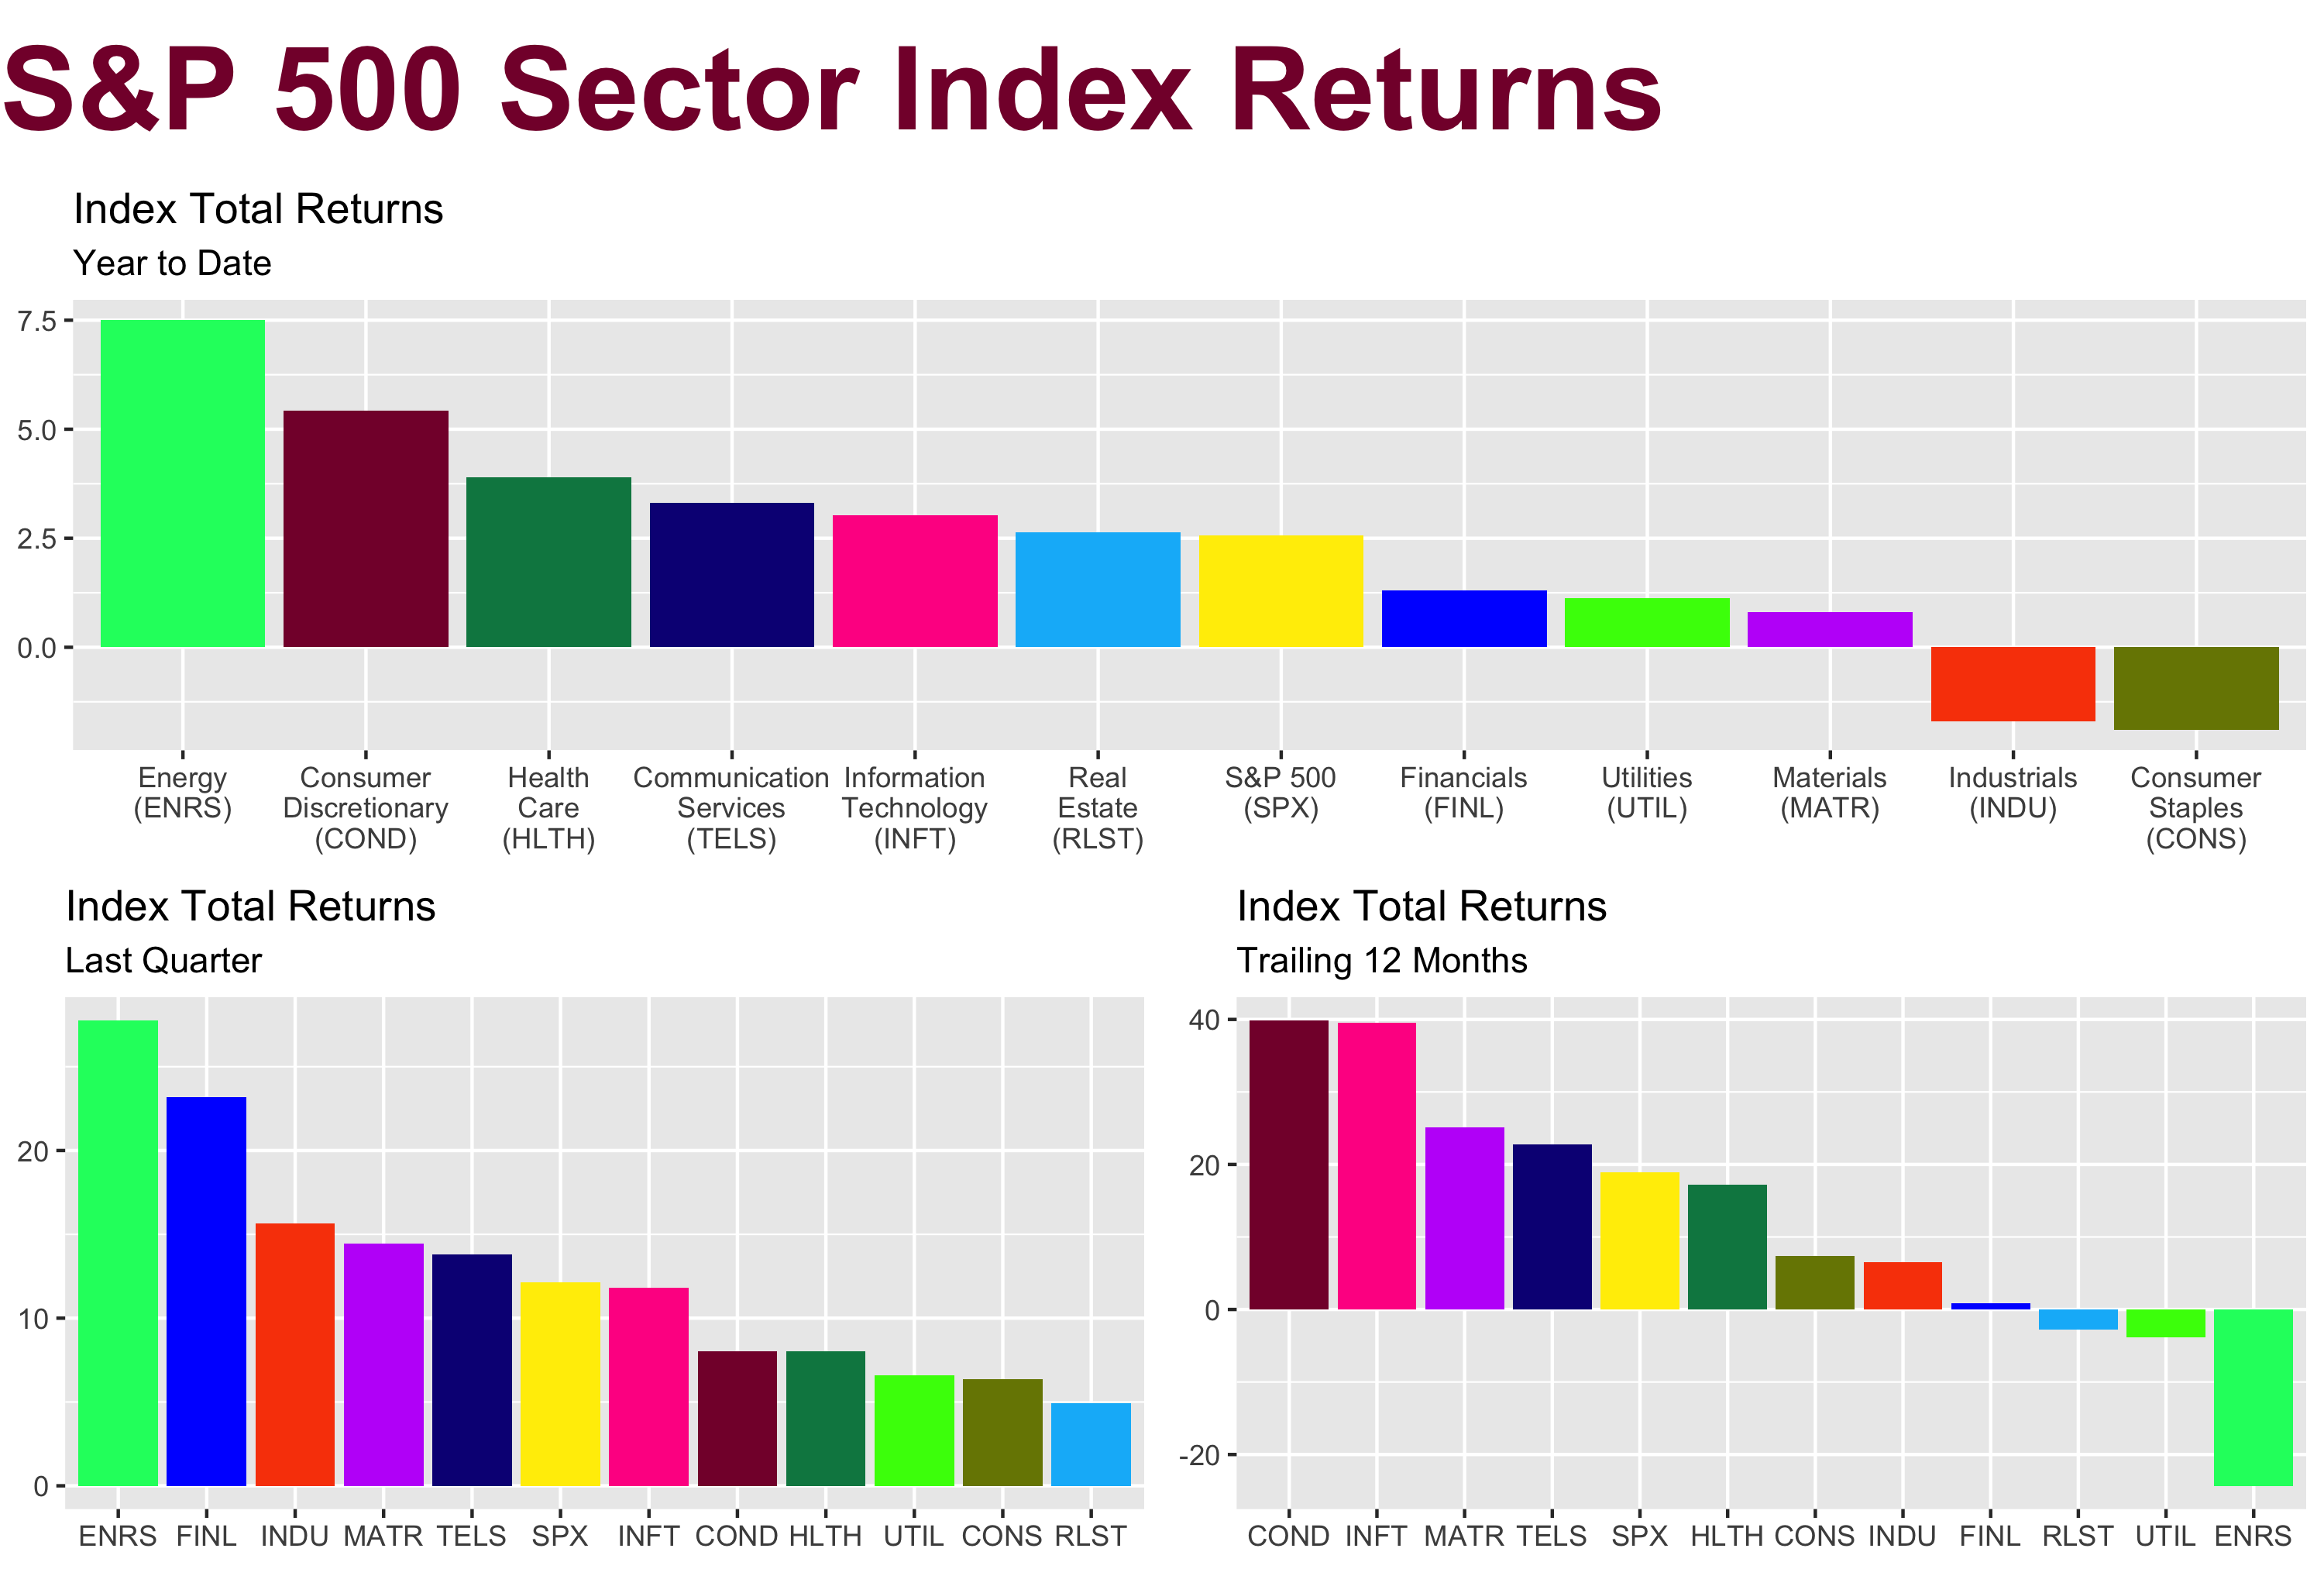 S&P 500 Sector Index Returns
Index Total Returns
Year to Date
7.5
5.0
2.5
0.0
Energy
(ENRS)
Consumer
Discretionary
(COND)
Health
Care
(HLTH)
Communication
Services
(TELS)
Information
Technology
(INFT)
Real
Estate
(RLST)
S&P 500
(SPX)
Financials
(FINL)
Utilities
(UTIL)
Materials
(MATR)
Industrials
(INDU)
Consumer
Staples
(CONS)
Index Total Returns
Last Quarter
20
10
0
ENRS FINL INDU MATR TELS SPX INFT COND HLTH UTIL CONS RLST
Index Total Returns
Trailing 12 Months
40
20
0
-20
COND INFT MATR TELS SPX HLTH CONS INDU FINL RLST UTIL ENRS